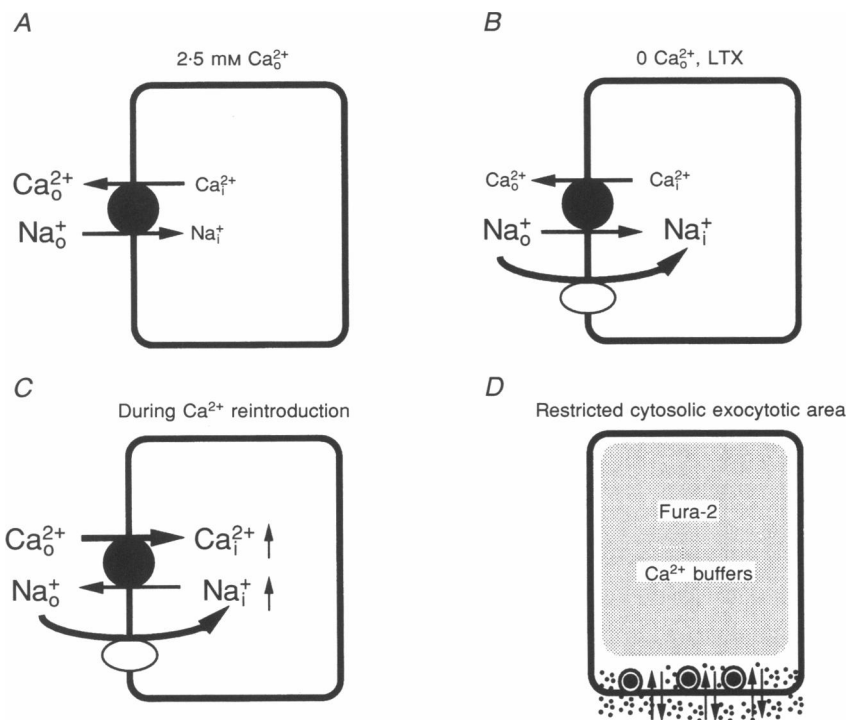 A
2·5 mM Ca²⁺ₒ
Ca²⁺ₒ
Ca²⁺ᵢ
Na⁺ₒ
Na⁺ᵢ
B
0 Ca²⁺ₒ, LTX
Ca²⁺ₒ
Ca²⁺ᵢ
Na⁺ₒ
Na⁺ᵢ
C
During Ca²⁺ reintroduction
Ca²⁺ₒ
Ca²⁺ᵢ
Na⁺ₒ
Na⁺ᵢ
D
Restricted cytosolic exocytotic area
Fura-2
Ca²⁺ buffers